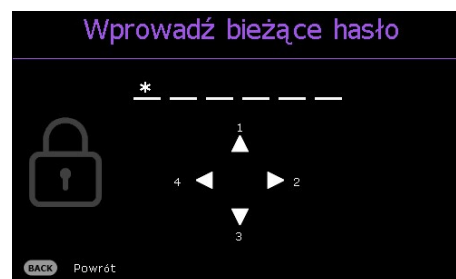 Wprowadź bieżące hasło
* _ _ _ _ _
1
4 2
3
BACK Powrót